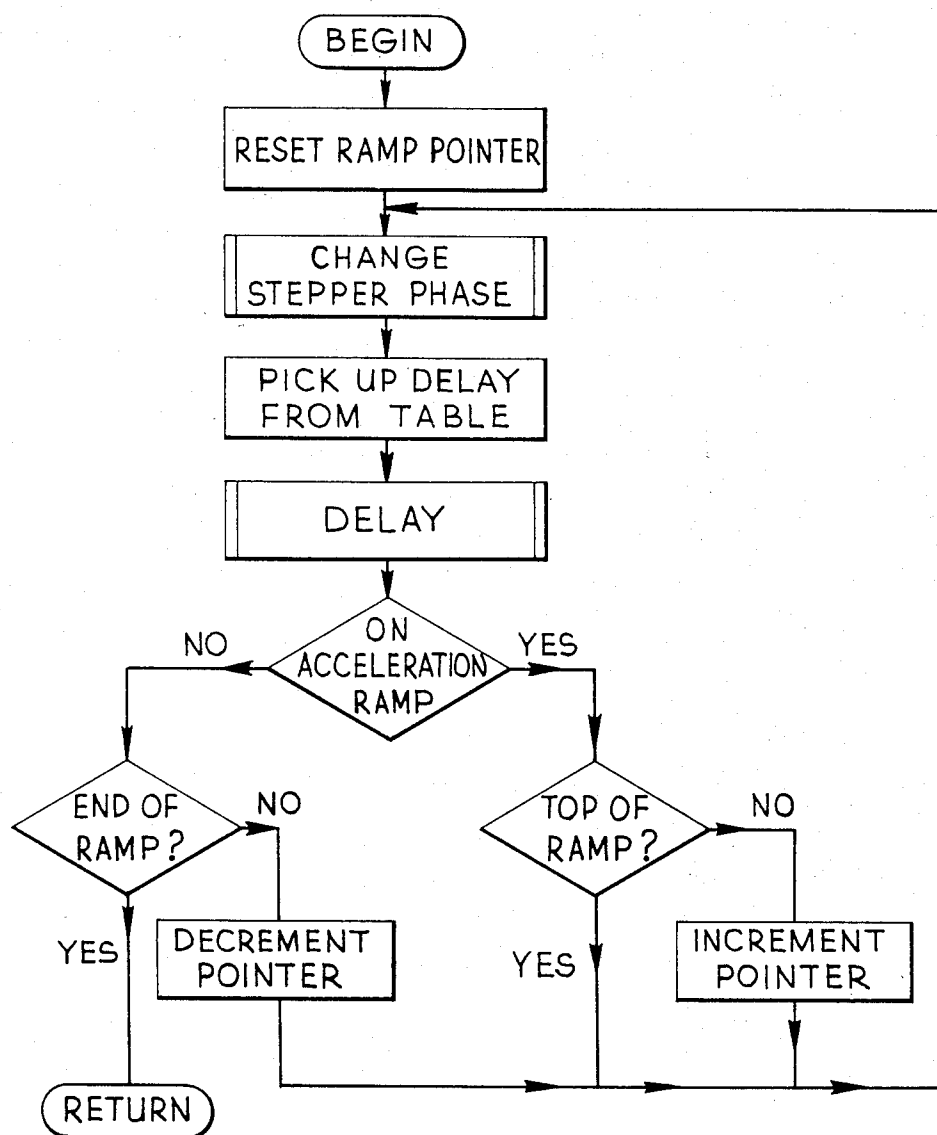 BEGIN
RESET RAMP POINTER
CHANGE
STEPPER PHASE
PICK UP DELAY
FROM TABLE
DELAY
ON
ACCELERATION
RAMP
NO
YES
END OF
RAMP?
NO
TOP OF
RAMP?
NO
YES
DECREMENT
POINTER
YES
INCREMENT
POINTER
RETURN